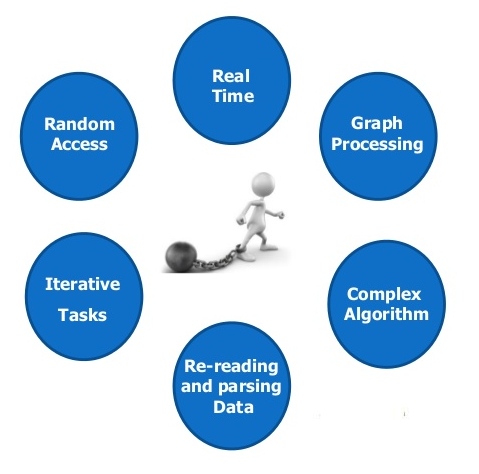 Real
Time
Random
Access
Graph
Processing
Iterative
Tasks
Complex
Algorithm
Re-reading
and parsing
Data